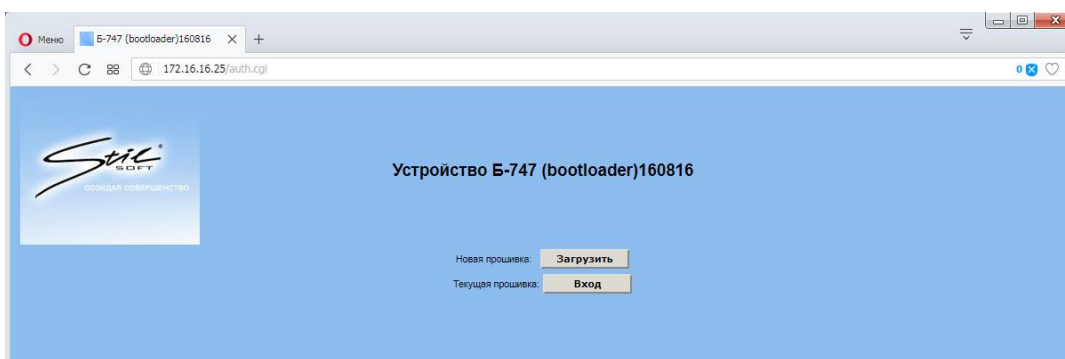 Меню
Б-747 (bootloader)160816
172.16.16.25/auth.cgi
0
Stil
SOFT
СОЗИДАЯ СОВЕРШЕНСТВО
Устройство Б-747 (bootloader)160816
Новая прошивка: Загрузить
Текущая прошивка: Вход